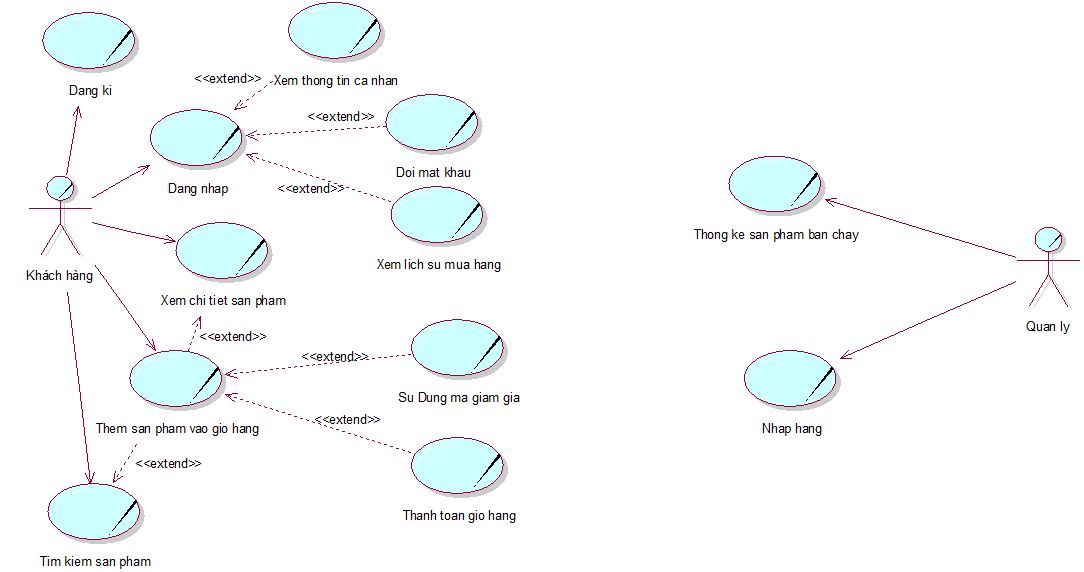 <<extend>>
Xem thong tin ca nhan
Dang ki
<<extend>>
Doi mat khau
Dang nhap
<<extend>>
Thong ke san pham ban chay
Xem lich su mua hang
Khách hàng
Xem chi tiet san pham
Quan ly
<<extend>>
<<extend>>
Su Dung ma giam gia
<<extend>>
Them san pham vao gio hang
Nhap hang
<<extend>>
Thanh toan gio hang
Tim kiem san pham